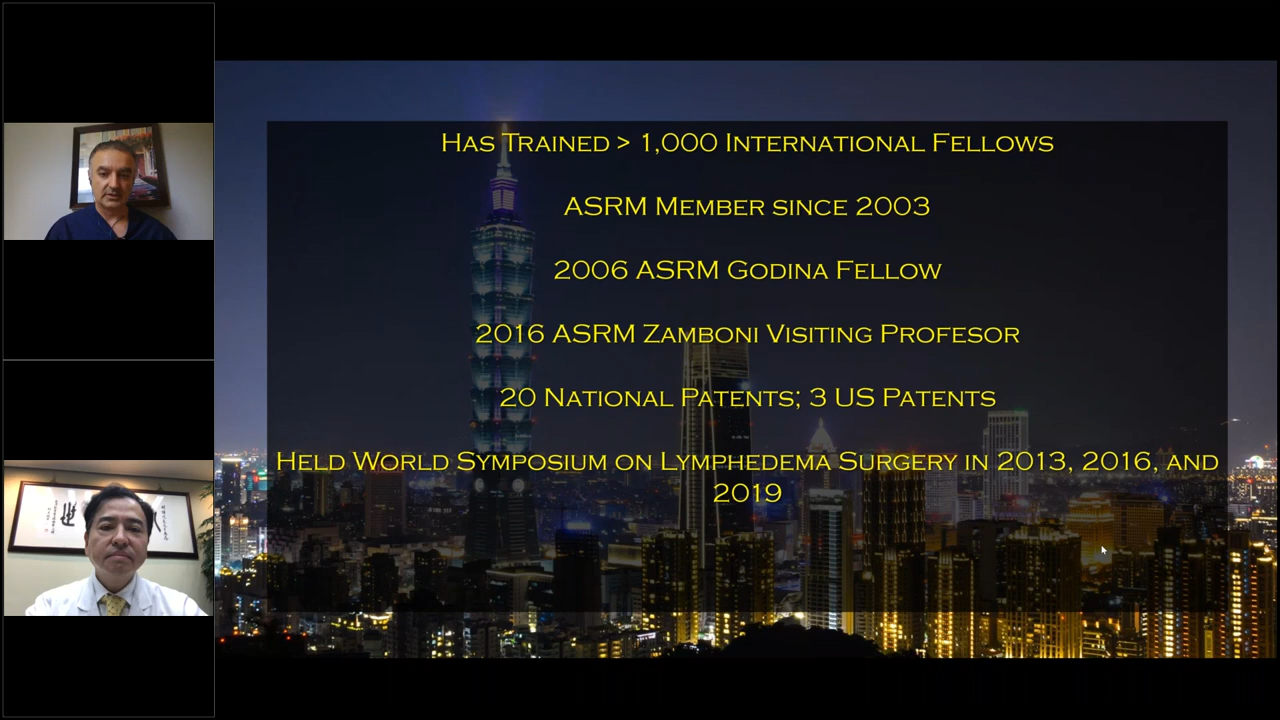 Has Trained > 1,000 International Fellows
ASRM Member since 2003
2006 ASRM Godina Fellow
2016 ASRM Zamboni Visiting Profesor
20 National Patents; 3 US Patents
Held World Symposium on Lymphedema Surgery in 2013, 2016, and
2019